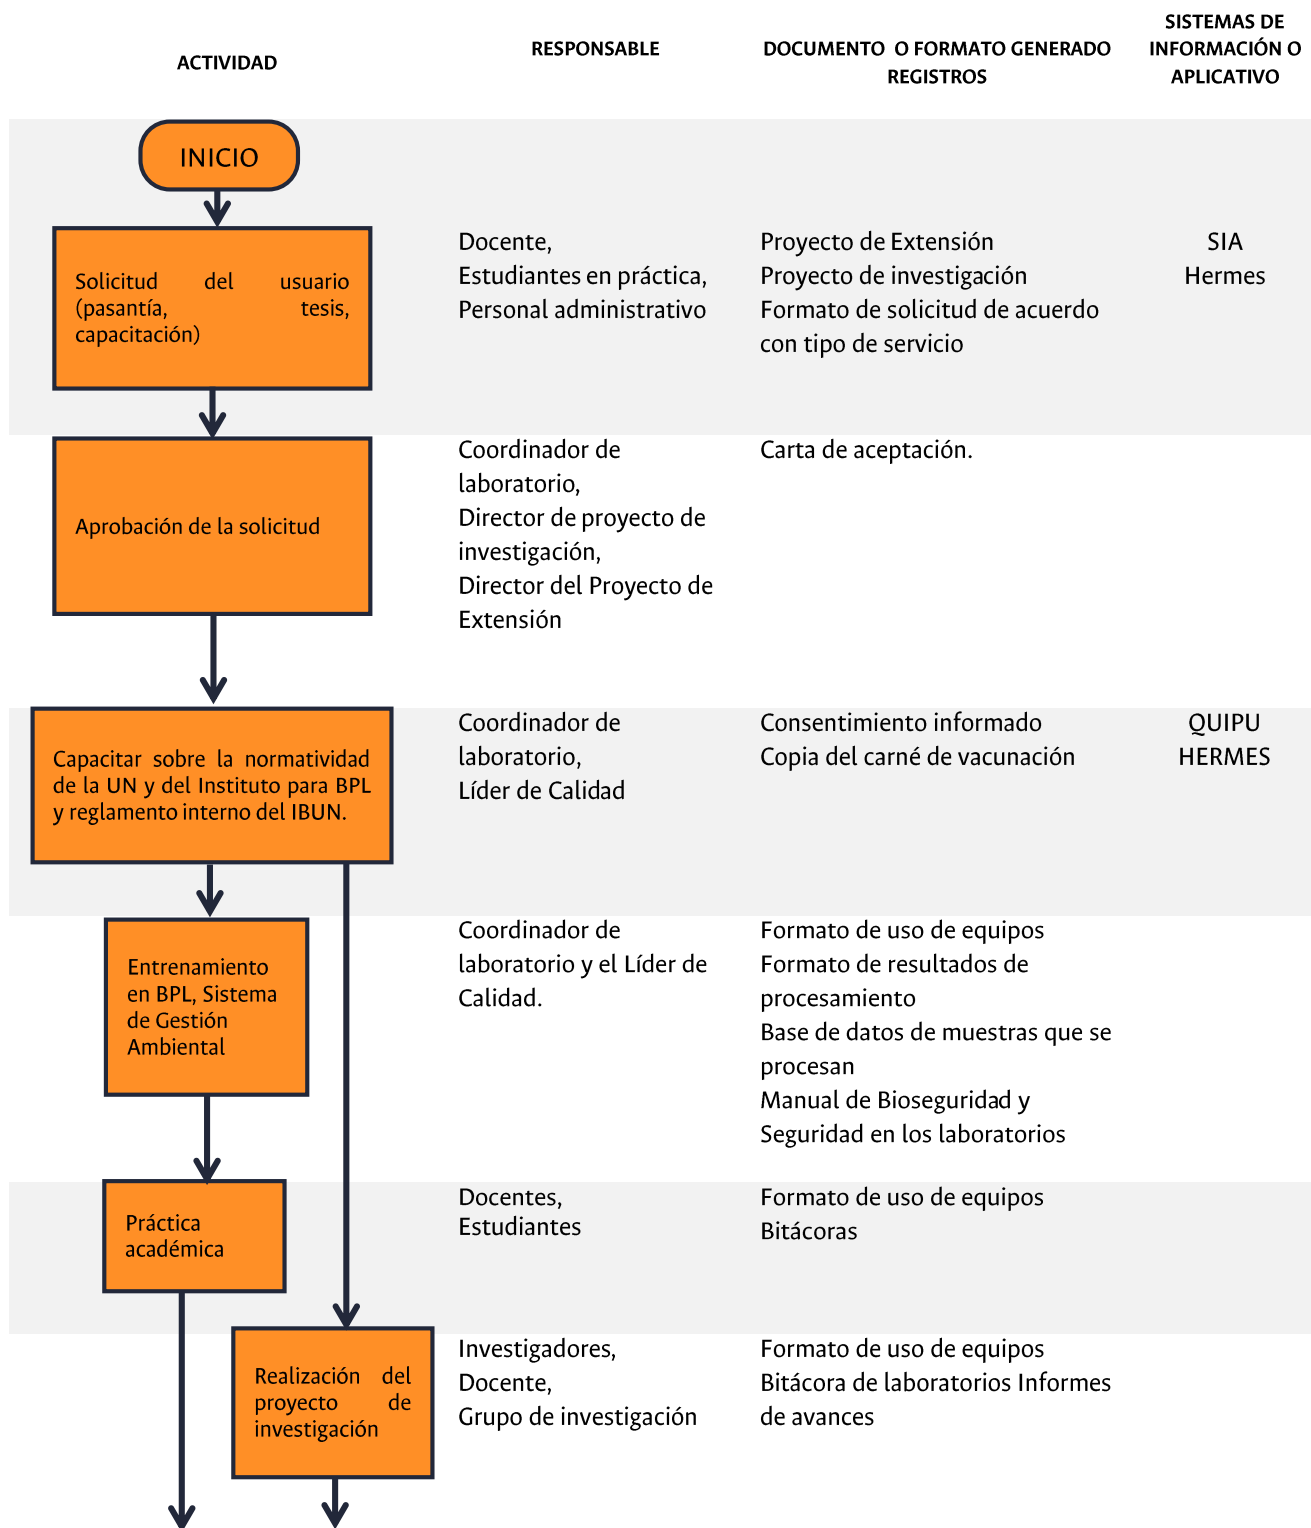 ACTIVIDAD
RESPONSABLE
DOCUMENTO O FORMATO GENERADO
REGISTROS
SISTEMAS DE
INFORMACIÓN O
APLICATIVO
INICIO
Solicitud del usuario
(pasantía, tesis,
capacitación)
Docente,
Estudiantes en práctica,
Personal administrativo
Proyecto de Extensión
Proyecto de investigación
Formato de solicitud de acuerdo
con tipo de servicio
SIA
Hermes
Aprobación de la solicitud
Coordinador de
laboratorio,
Director de proyecto de
investigación,
Director del Proyecto de
Extensión
Carta de aceptación.
Capacitar sobre la normatividad
de la UN y del Instituto para BPL
y reglamento interno del IBUN.
Coordinador de
laboratorio,
Líder de Calidad
Consentimiento informado
Copia del carné de vacunación
QUIPU
HERMES
Entrenamiento
en BPL, Sistema
de Gestión
Ambiental
Coordinador de
laboratorio y el Líder de
Calidad.
Formato de uso de equipos
Formato de resultados de
procesamiento
Base de datos de muestras que se
procesan
Manual de Bioseguridad y
Seguridad en los laboratorios
Práctica
académica
Docentes,
Estudiantes
Formato de uso de equipos
Bitácoras
Realización del
proyecto de
investigación
Investigadores,
Docente,
Grupo de investigación
Formato de uso de equipos
Bitácora de laboratorios Informes
de avances